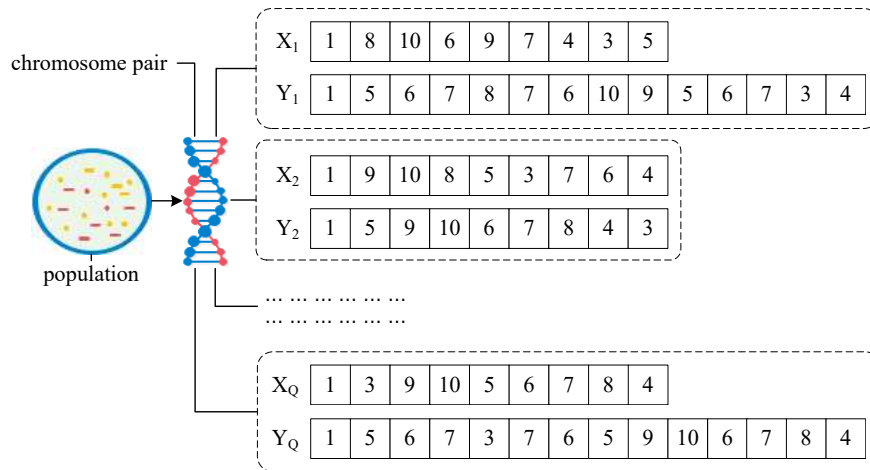 X1 1 8 10 6 9 7 4 3 5
chromosome pair
Y1 1 5 6 7 8 7 6 10 9 5 6 7 3 4
X2 1 9 10 8 5 3 7 6 4
Y2 1 5 9 10 6 7 8 4 3
population
... ... ... ... ... ...
... ... ... ... ... ...
XQ 1 3 9 10 5 6 7 8 4
YQ 1 5 6 7 3 7 6 5 9 10 6 7 8 4